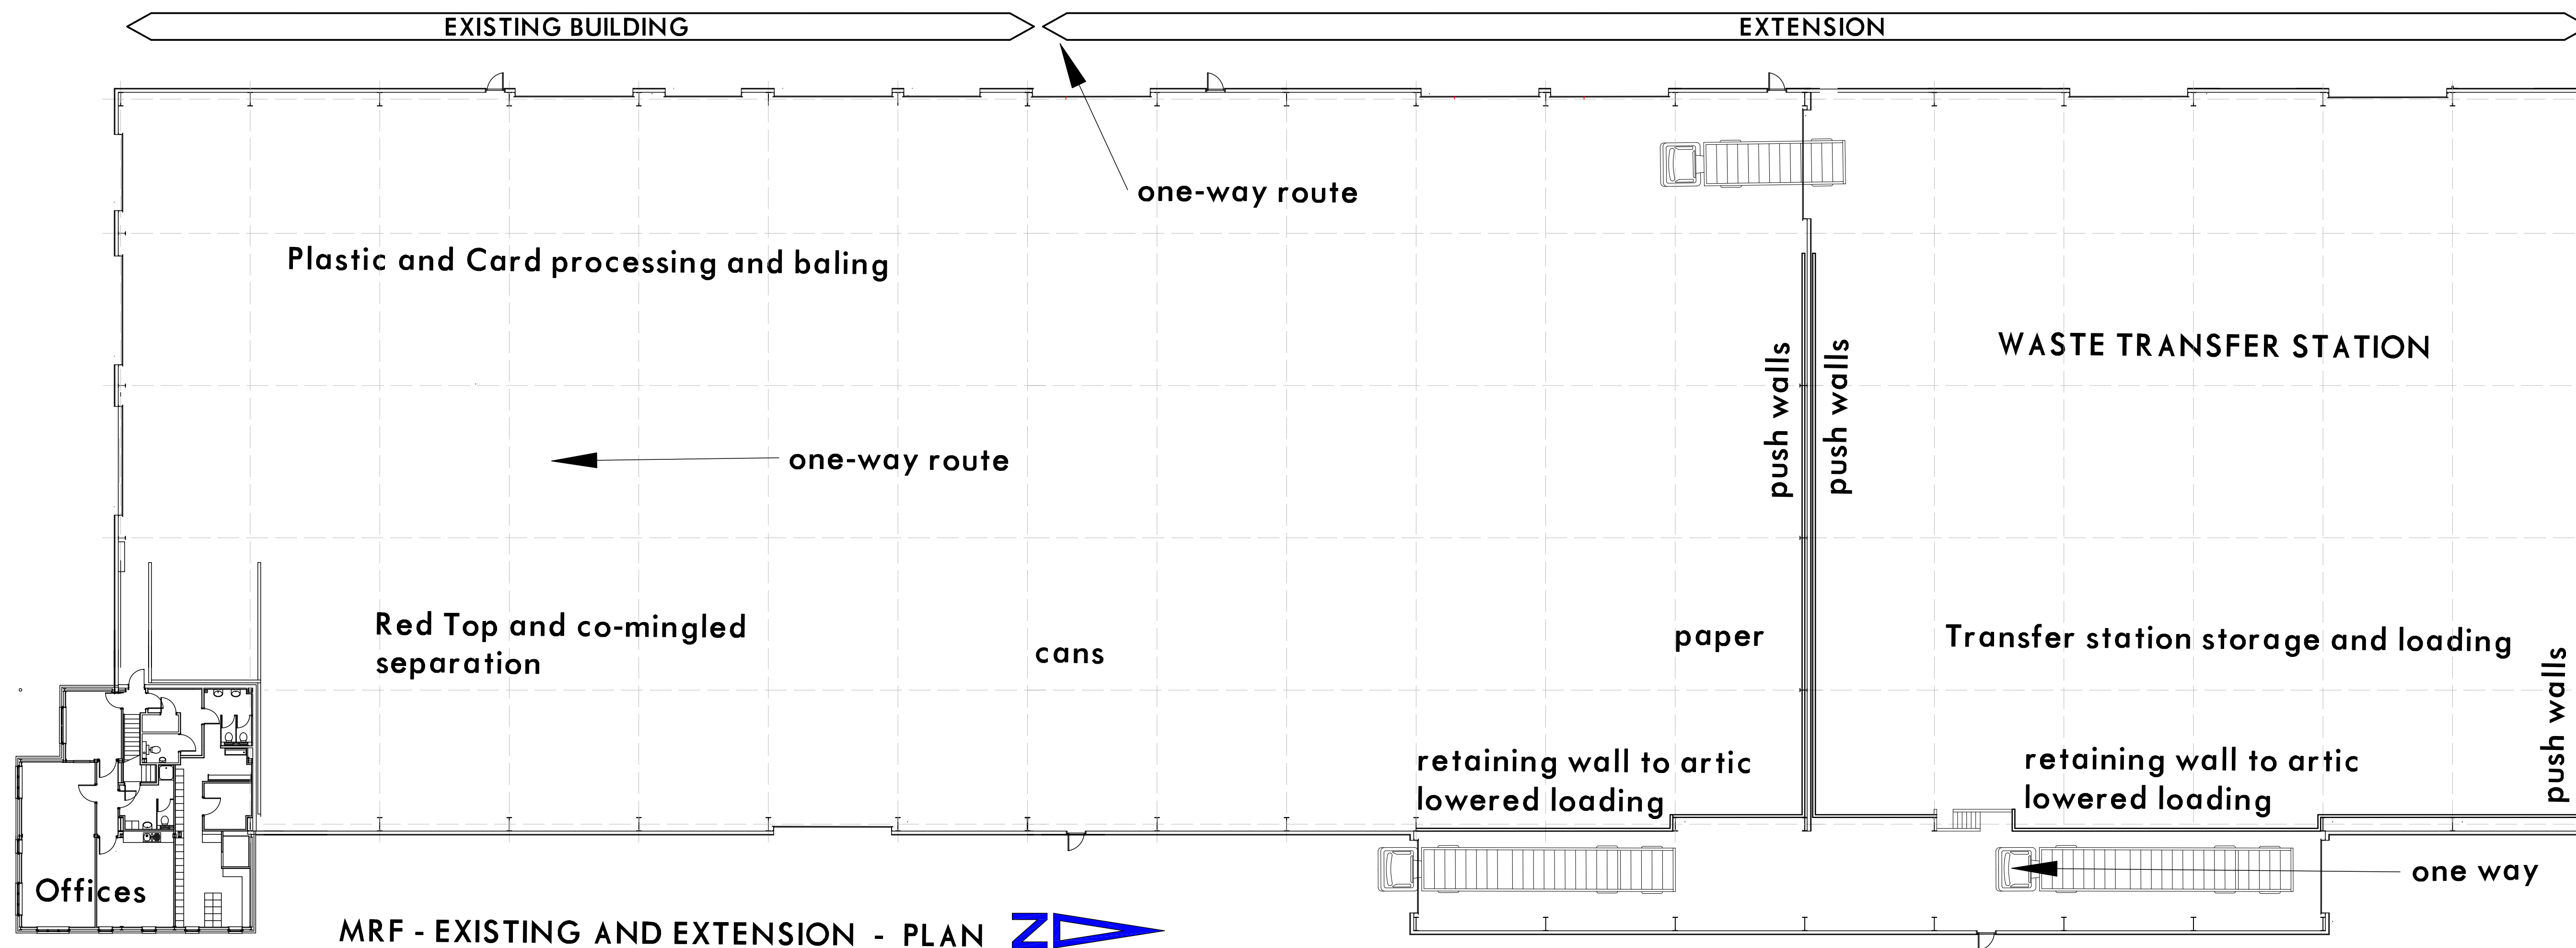 EXISTING BUILDING
EXTENSION
one-way route
Plastic and Card processing and baling
push walls
push walls
WASTE TRANSFER STATION
one-way route
Red Top and co-mingled
separation
cans
paper
Transfer station storage and loading
push walls
retaining wall to artic
lowered loading
retaining wall to artic
lowered loading
Offices
one way
MRF - EXISTING AND EXTENSION - PLAN
N